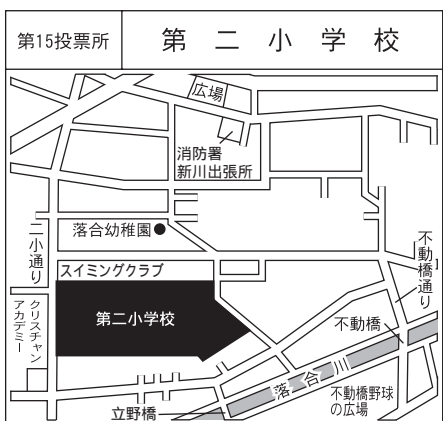 第15投票所
第二小学校
広場
消防署
新川出張所
落合幼稚園
二小通り
スイミングクラブ
不動橋通り
クリスチャン
アカデミー
第二小学校
不動橋
落合川
不動橋野球
の広場
立野橋